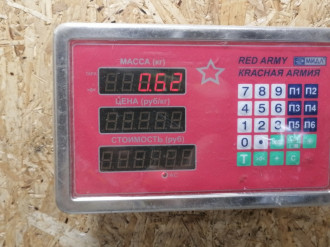 МАССА (кг)
0.62
ЦЕНА (руб/кг)
СТОИМОСТЬ (руб)
RED ARMY МИДЛ
КРАСНАЯ АРМИЯ
7 8 9 П1 П2
4 5 6 П3 П4
1 2 3 П5 П6
0 . C
T